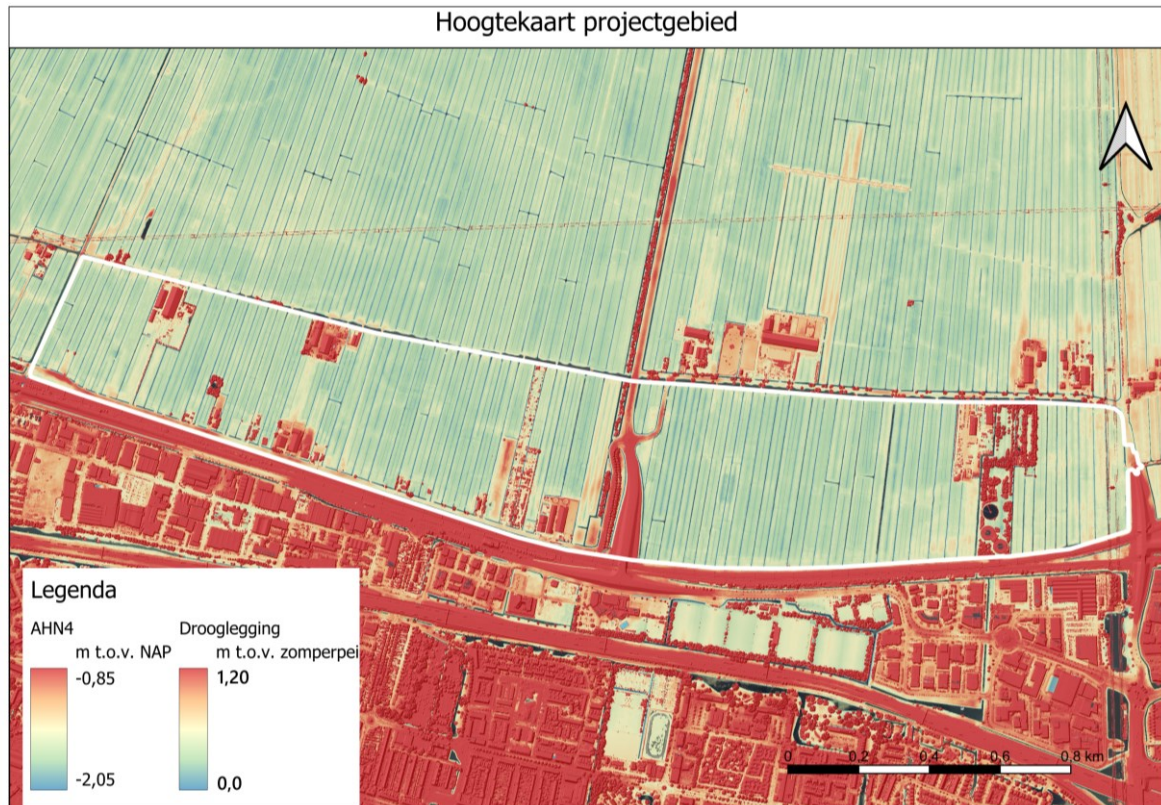 Hoogtekaart projectgebied
Legenda
AHN4
m t.o.v. NAP
-0,85
-2,05
Drooglegging
m t.o.v. zomperpei
1,20
0,0
0 0,2 0,4 0,6 0,8 km